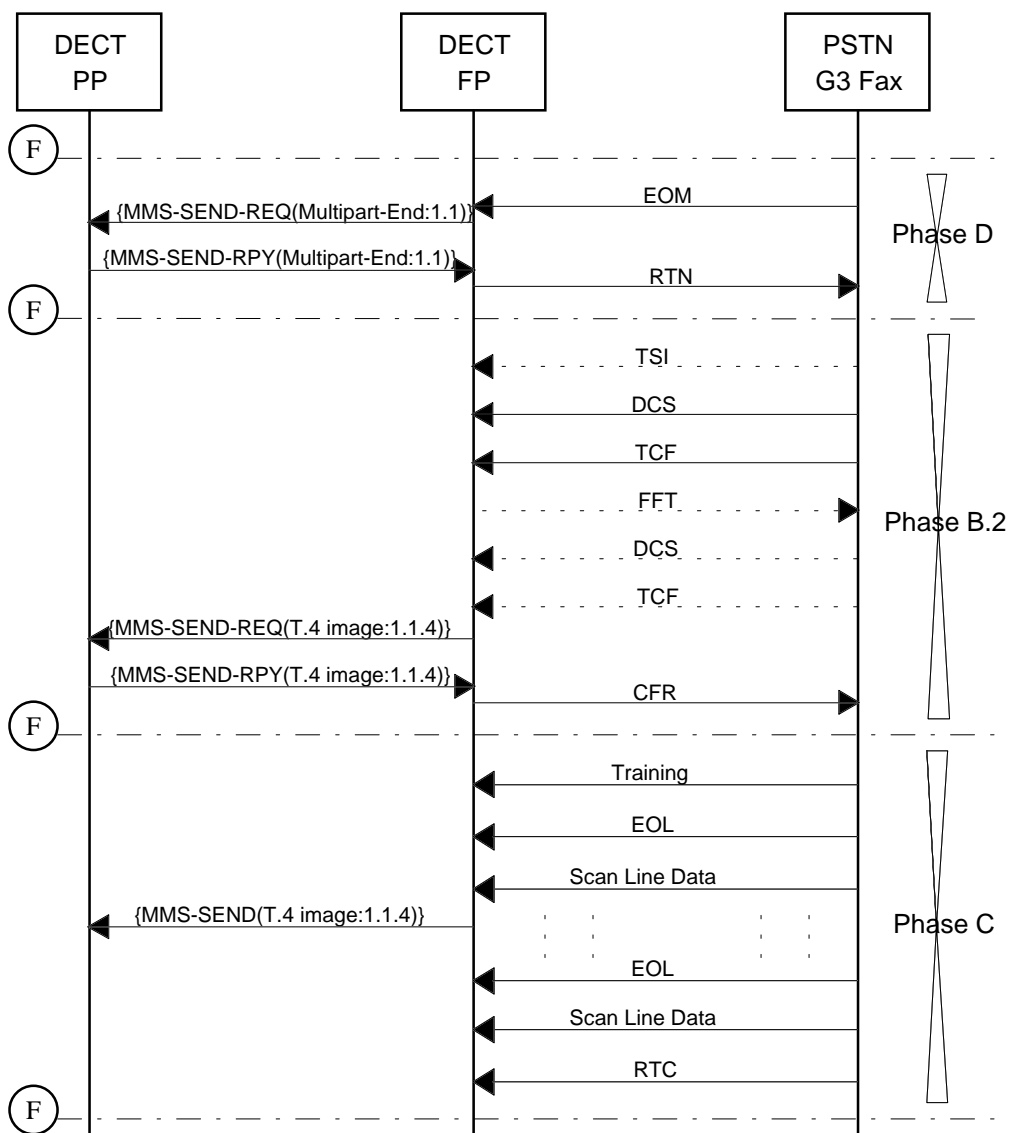 DECT
PP
DECT
FP
PSTN
G3 Fax
F
EOM
{MMS-SEND-REQ(Multipart-End:1.1)}
Phase D
{MMS-SEND-RPY(Multipart-End:1.1)}
RTN
F
TSI
DCS
TCF
FFT
Phase B.2
DCS
TCF
{MMS-SEND-REQ(T.4 image:1.1.4)}
{MMS-SEND-RPY(T.4 image:1.1.4)}
CFR
F
Training
EOL
Scan Line Data
{MMS-SEND(T.4 image:1.1.4)}
Phase C
EOL
Scan Line Data
RTC
F